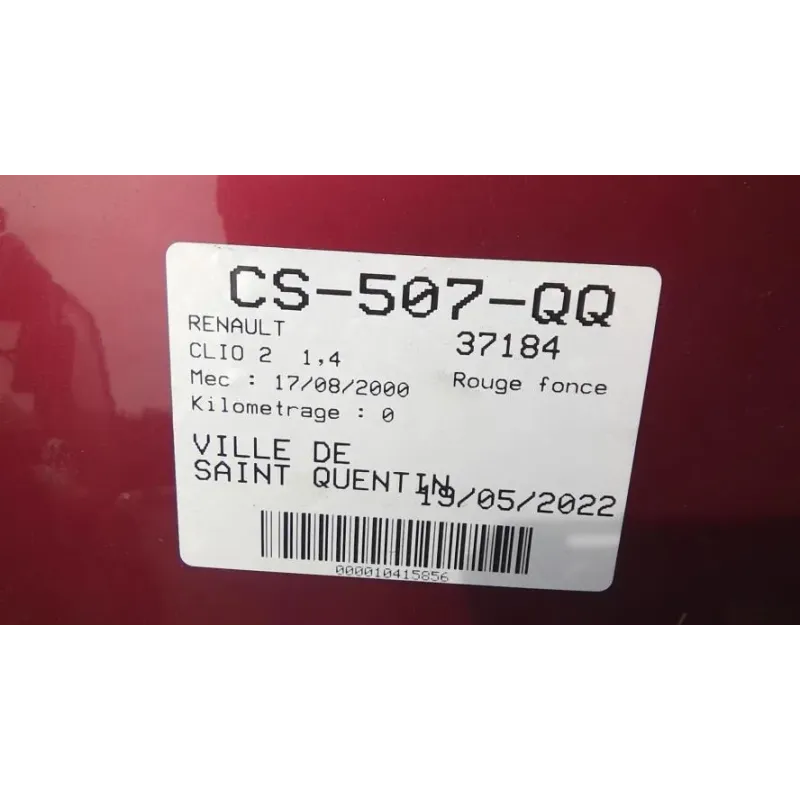 CS-507-QQ
RENAULT
37184
CLIO 2 1,4
Mec : 17/08/2000
Rouge fonce
Kilometrage : 0
VILLE DE
SAINT QUENTIN
19/05/2022
000010415856